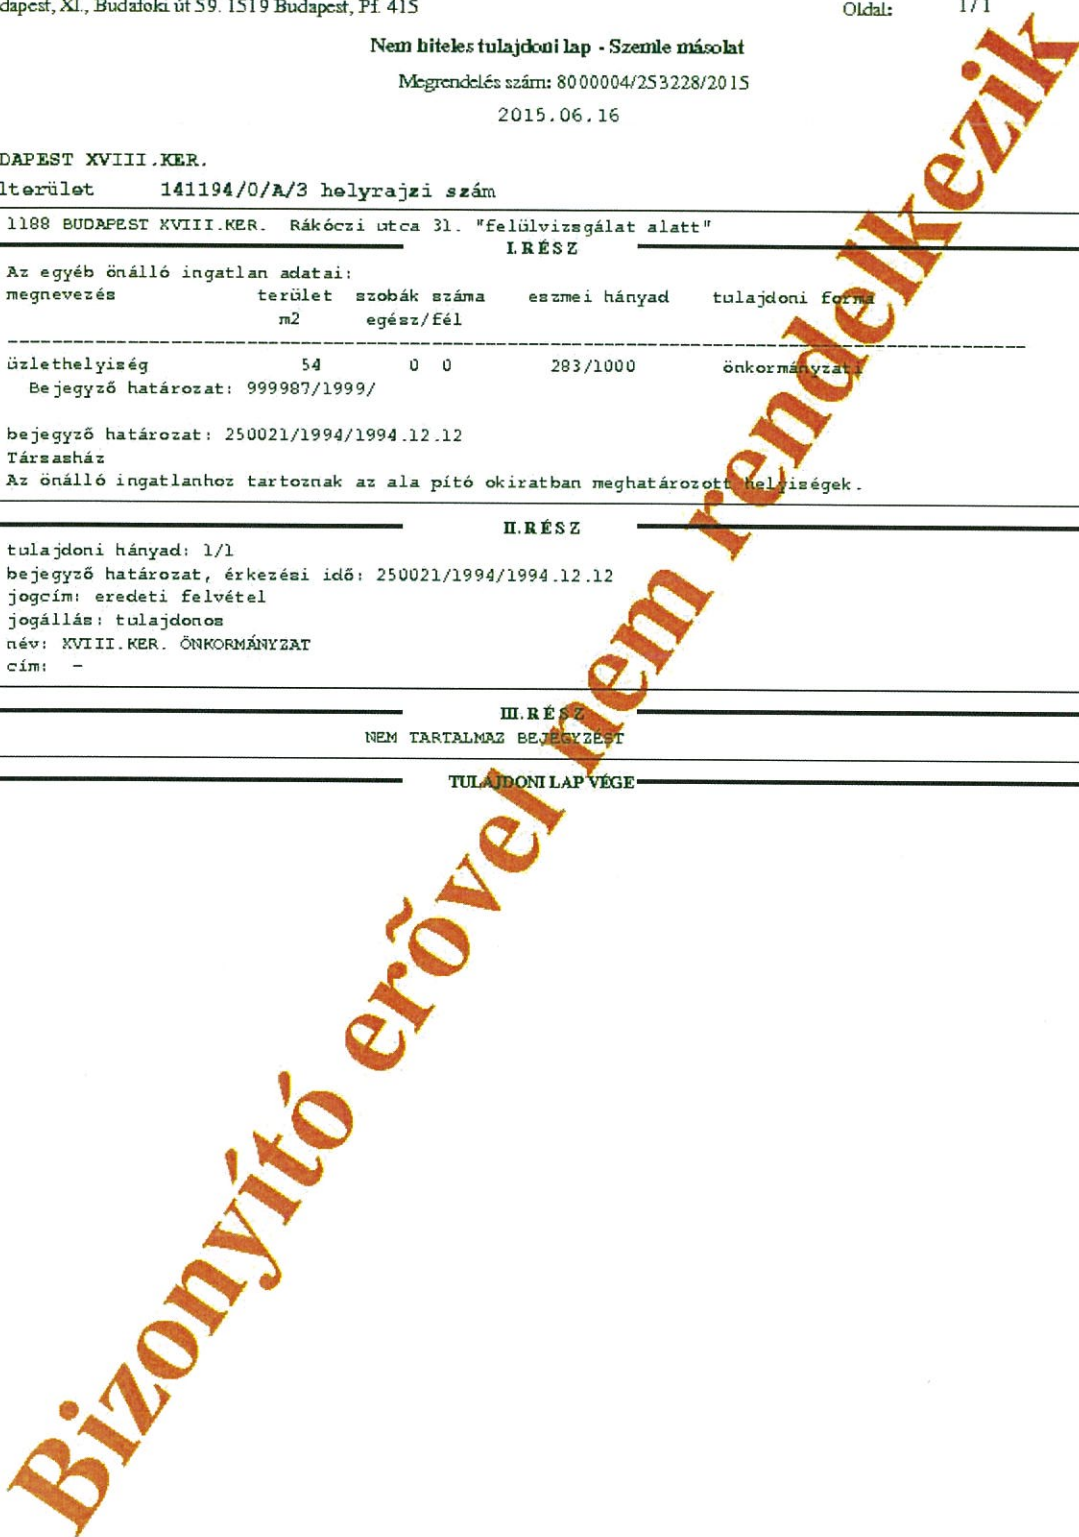 dapest, XI., Budafoki út 59. 1519 Budapest, Pf. 415
Oldal: 1/1
Nem hiteles tulajdoni lap - Szemle másolat
Megrendelés szám: 8000004/253228/2015
2015.06.16
DAPEST XVIII.KER.
lterület 141194/0/A/3 helyrajzi szám
1188 BUDAPEST XVIII.KER. Rákóczi utca 31. "felülvizsgálat alatt"
I.RÉSZ
Az egyéb önálló ingatlan adatai:
megnevezés terület szobák száma eszmei hányad tulajdoni forma
m2 egész/fél
üzlethelyiség 54 0 0 283/1000 önkormányzati
Bejegyző határozat: 999987/1999/
bejegyző határozat: 250021/1994/1994.12.12
Társasház
Az önálló ingatlanhoz tartoznak az ala pító okiratban meghatározott helyiségek.
II.RÉSZ
tulajdoni hányad: 1/1
bejegyző határozat, érkezési idő: 250021/1994/1994.12.12
jogcím: eredeti felvétel
jogállás: tulajdonos
név: XVIII.KER. ÖNKORMÁNYZAT
cím: -
III.RÉSZ
NEM TARTALMAZ BEJEGYZÉST
TULAJDONI LAP VÉGE
Bizonyító erõvel nem rendelkezik